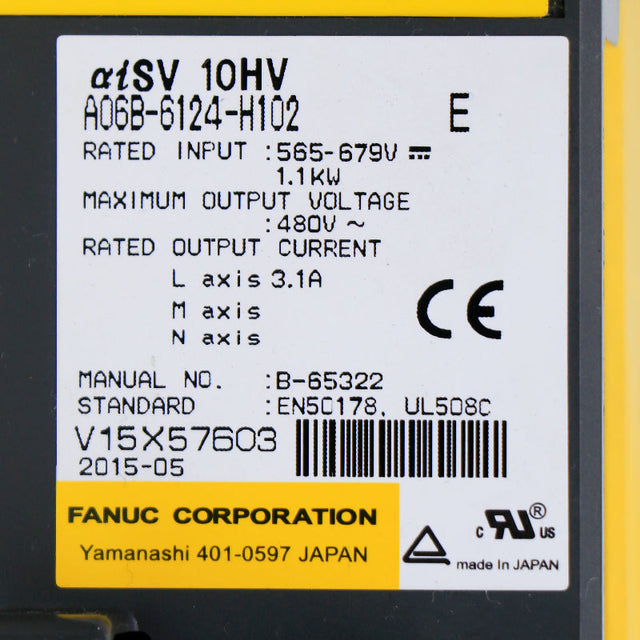 αiSV 10HV
A06B-6124-H102 E
RATED INPUT :565-679V ⎓
1.1KW
MAXIMUM OUTPUT VOLTAGE
:480V ~
RATED OUTPUT CURRENT
L axis 3.1A
M axis
N axis
CE
MANUAL NO. :B-65322
STANDARD :EN50178, UL508C
V15X57603
2015-05
FANUC CORPORATION
Yamanashi 401-0597 JAPAN
c RU® US
made In JAPAN